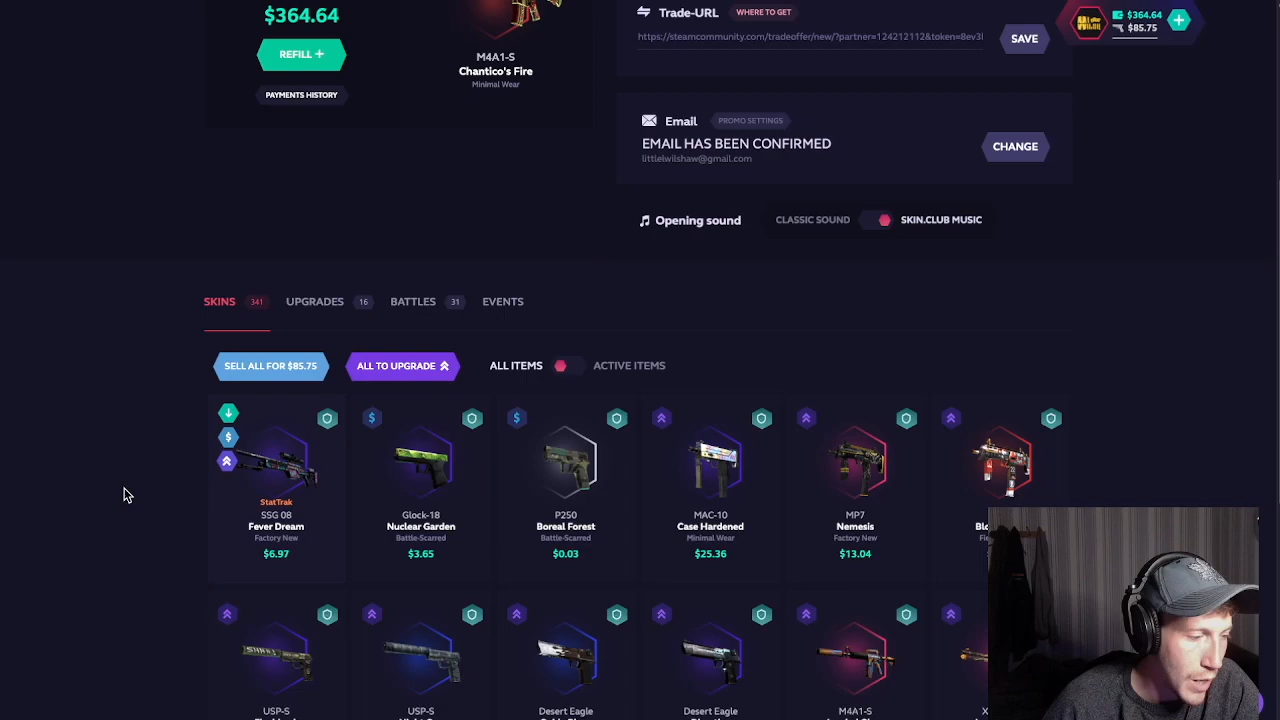 $364.64
REFILL +
PAYMENTS HISTORY
M4A1-S
Chantico's Fire
Minimal Wear
Trade-URL WHERE TO GET
https://steamcommunity.com/tradeoffer/new/?partner=124212112&token=8ev3l
SAVE
$364.64
$85.75
Email PROMO SETTINGS
EMAIL HAS BEEN CONFIRMED
littlelwilshaw@gmail.com
CHANGE
Opening sound CLASSIC SOUND SKIN.CLUB MUSIC
SKINS 341 UPGRADES 16 BATTLES 31 EVENTS
SELL ALL FOR $85.75 ALL TO UPGRADE ALL ITEMS ACTIVE ITEMS
StatTrak
SSG 08
Fever Dream
Factory New
$6.97
$
Glock-18
Nuclear Garden
Battle-Scarred
$3.65
$
P250
Boreal Forest
Battle-Scarred
$0.03
MAC-10
Case Hardened
Minimal Wear
$25.36
MP7
Nemesis
Factory New
$13.04
USP-S
USP-S
Desert Eagle
Desert Eagle
M4A1-S